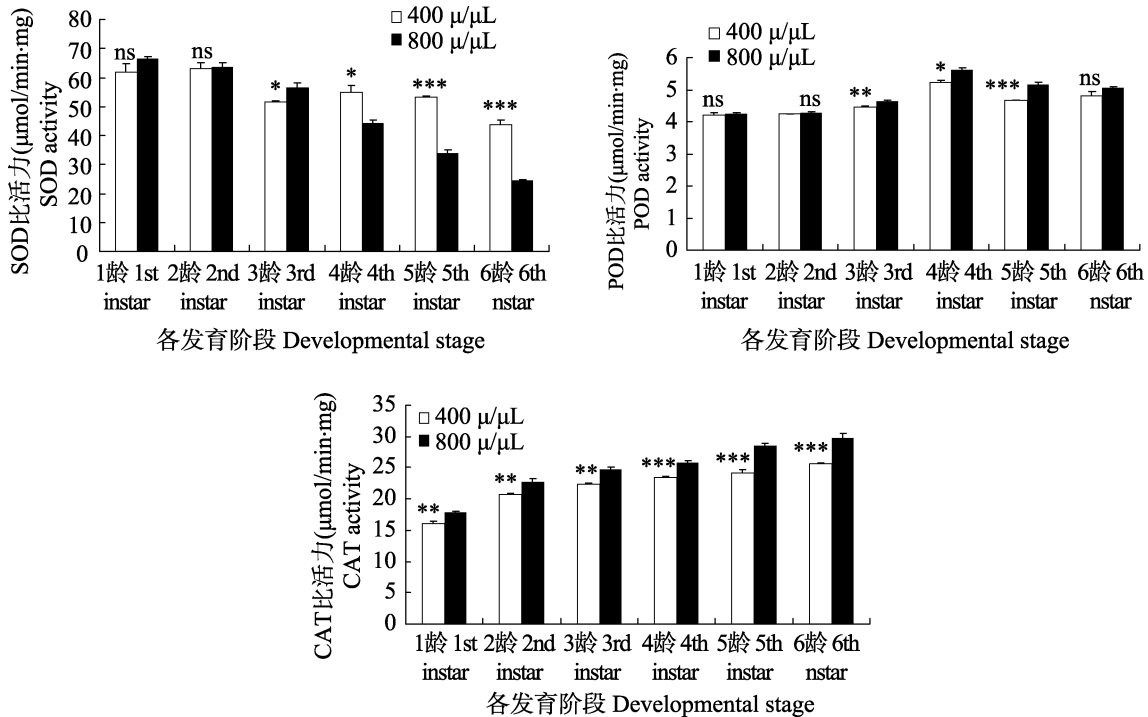 SOD比活力(μmol/min·mg)
SOD activity
80
70
60
50
40
30
20
10
0
400 μ/μL
800 μ/μL
ns
ns
*
*
***
***
1龄 1st
instar
2龄 2nd
instar
3龄 3rd
instar
4龄 4th
instar
5龄 5th
instar
6龄 6th
nstar
各发育阶段 Developmental stage
POD比活力(μmol/min·mg)
POD activity
6
5
4
3
2
1
0
400 μ/μL
800 μ/μL
ns
ns
**
*
***
ns
1龄 1st
instar
2龄 2nd
instar
3龄 3rd
instar
4龄 4th
instar
5龄 5th
instar
6龄 6th
nstar
各发育阶段 Developmental stage
CAT比活力(μmol/min·mg)
CAT activity
35
30
25
20
15
10
5
0
400 μ/μL
800 μ/μL
**
**
**
***
***
***
1龄 1st
instar
2龄 2nd
instar
3龄 3rd
instar
4龄 4th
instar
5龄 5th
instar
6龄 6th
nstar
各发育阶段 Developmental stage